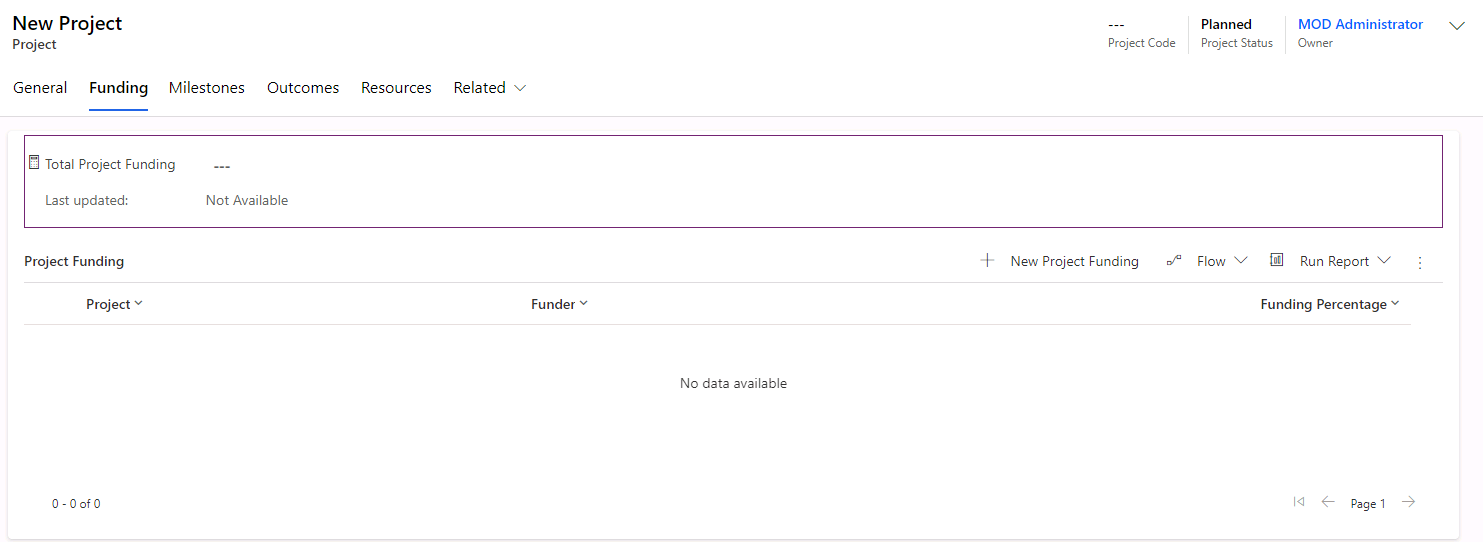 New Project
Project
--- Planned MOD Administrator
Project Code Project Status Owner
General Funding Milestones Outcomes Resources Related
Total Project Funding ---
Last updated: Not Available
Project Funding New Project Funding Flow Run Report
Project Funder Funding Percentage
No data available
0 - 0 of 0 Page 1